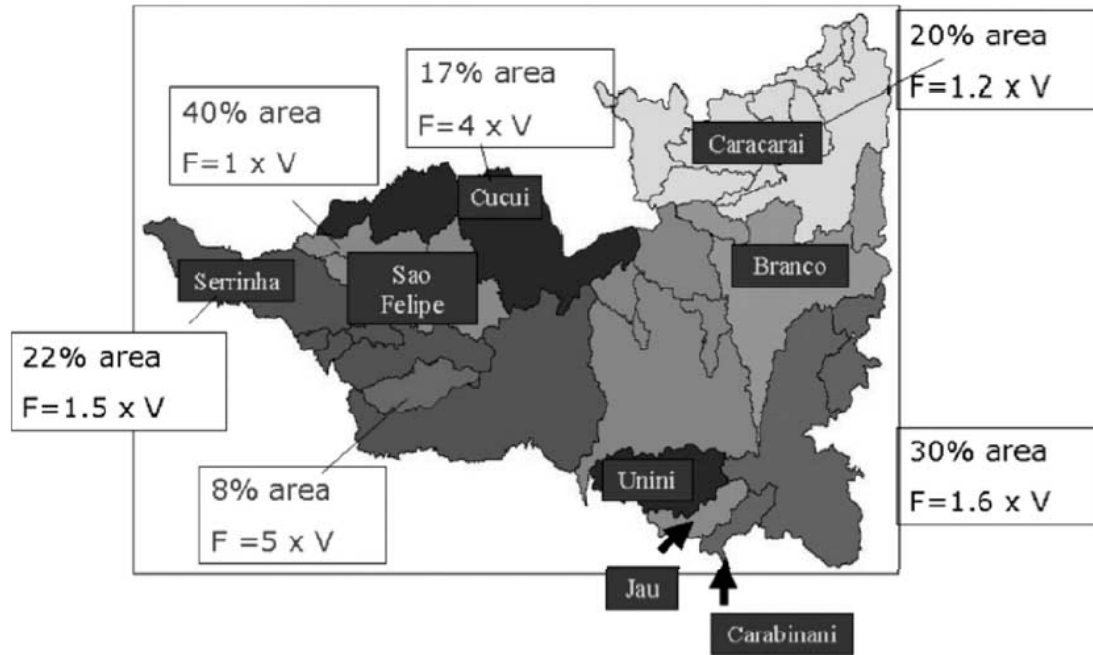 20% area
F=1.2 x V
17% area
F=4 x V
40% area
F=1 x V
Caracarai
Cucui
Branco
Serrinha
Sao
Felipe
22% area
F=1.5 x V
30% area
F=1.6 x V
8% area
F =5 x V
Unini
Jau
Carabinani